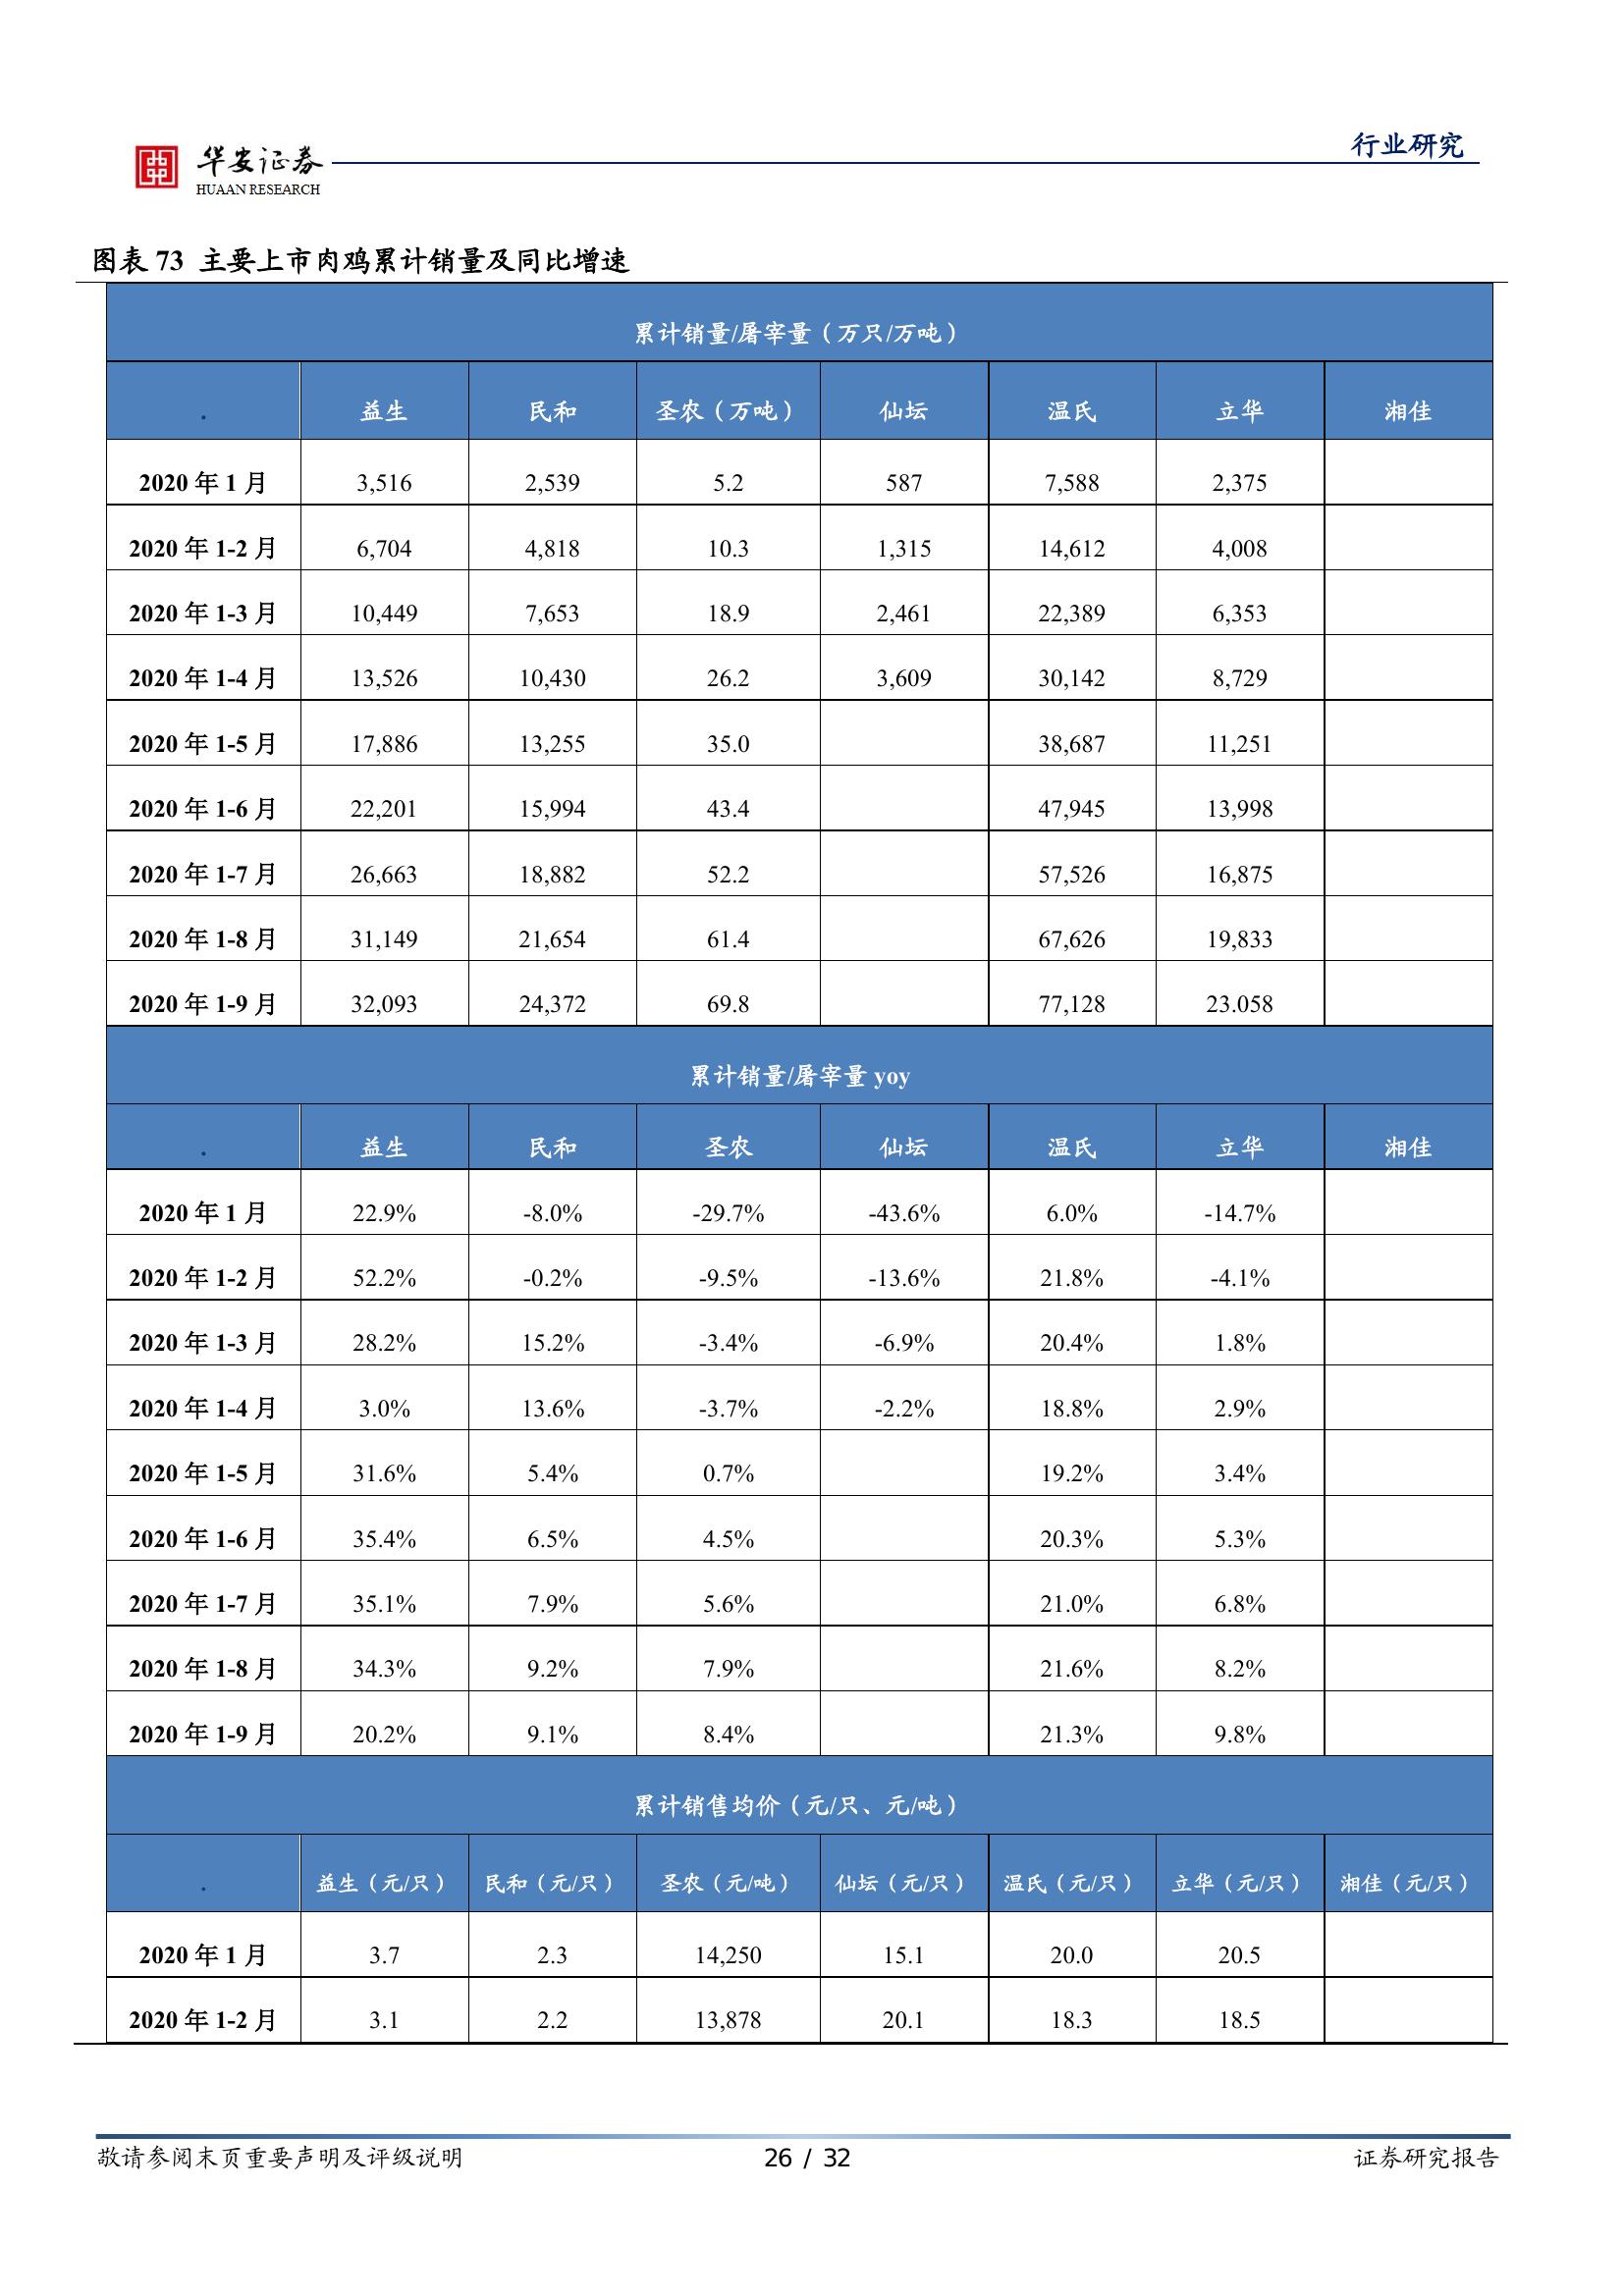 华安证券
HUAAN RESEARCH
行业研究
图表 73 主要上市肉鸡累计销量及同比增速
累计销量/屠宰量（万只/万吨）
. 益生 民和 圣农（万吨） 仙坛 温氏 立华 湘佳
2020 年 1 月 3,516 2,539 5.2 587 7,588 2,375
2020 年 1-2 月 6,704 4,818 10.3 1,315 14,612 4,008
2020 年 1-3 月 10,449 7,653 18.9 2,461 22,389 6,353
2020 年 1-4 月 13,526 10,430 26.2 3,609 30,142 8,729
2020 年 1-5 月 17,886 13,255 35.0 38,687 11,251
2020 年 1-6 月 22,201 15,994 43.4 47,945 13,998
2020 年 1-7 月 26,663 18,882 52.2 57,526 16,875
2020 年 1-8 月 31,149 21,654 61.4 67,626 19,833
2020 年 1-9 月 32,093 24,372 69.8 77,128 23.058
累计销量/屠宰量 yoy
. 益生 民和 圣农 仙坛 温氏 立华 湘佳
2020 年 1 月 22.9% -8.0% -29.7% -43.6% 6.0% -14.7%
2020 年 1-2 月 52.2% -0.2% -9.5% -13.6% 21.8% -4.1%
2020 年 1-3 月 28.2% 15.2% -3.4% -6.9% 20.4% 1.8%
2020 年 1-4 月 3.0% 13.6% -3.7% -2.2% 18.8% 2.9%
2020 年 1-5 月 31.6% 5.4% 0.7% 19.2% 3.4%
2020 年 1-6 月 35.4% 6.5% 4.5% 20.3% 5.3%
2020 年 1-7 月 35.1% 7.9% 5.6% 21.0% 6.8%
2020 年 1-8 月 34.3% 9.2% 7.9% 21.6% 8.2%
2020 年 1-9 月 20.2% 9.1% 8.4% 21.3% 9.8%
累计销售均价（元/只、元/吨）
. 益生（元/只） 民和（元/只） 圣农（元/吨） 仙坛（元/只） 温氏（元/只） 立华（元/只） 湘佳（元/只）
2020 年 1 月 3.7 2.3 14,250 15.1 20.0 20.5
2020 年 1-2 月 3.1 2.2 13,878 20.1 18.3 18.5
敬请参阅末页重要声明及评级说明 26 / 32 证券研究报告